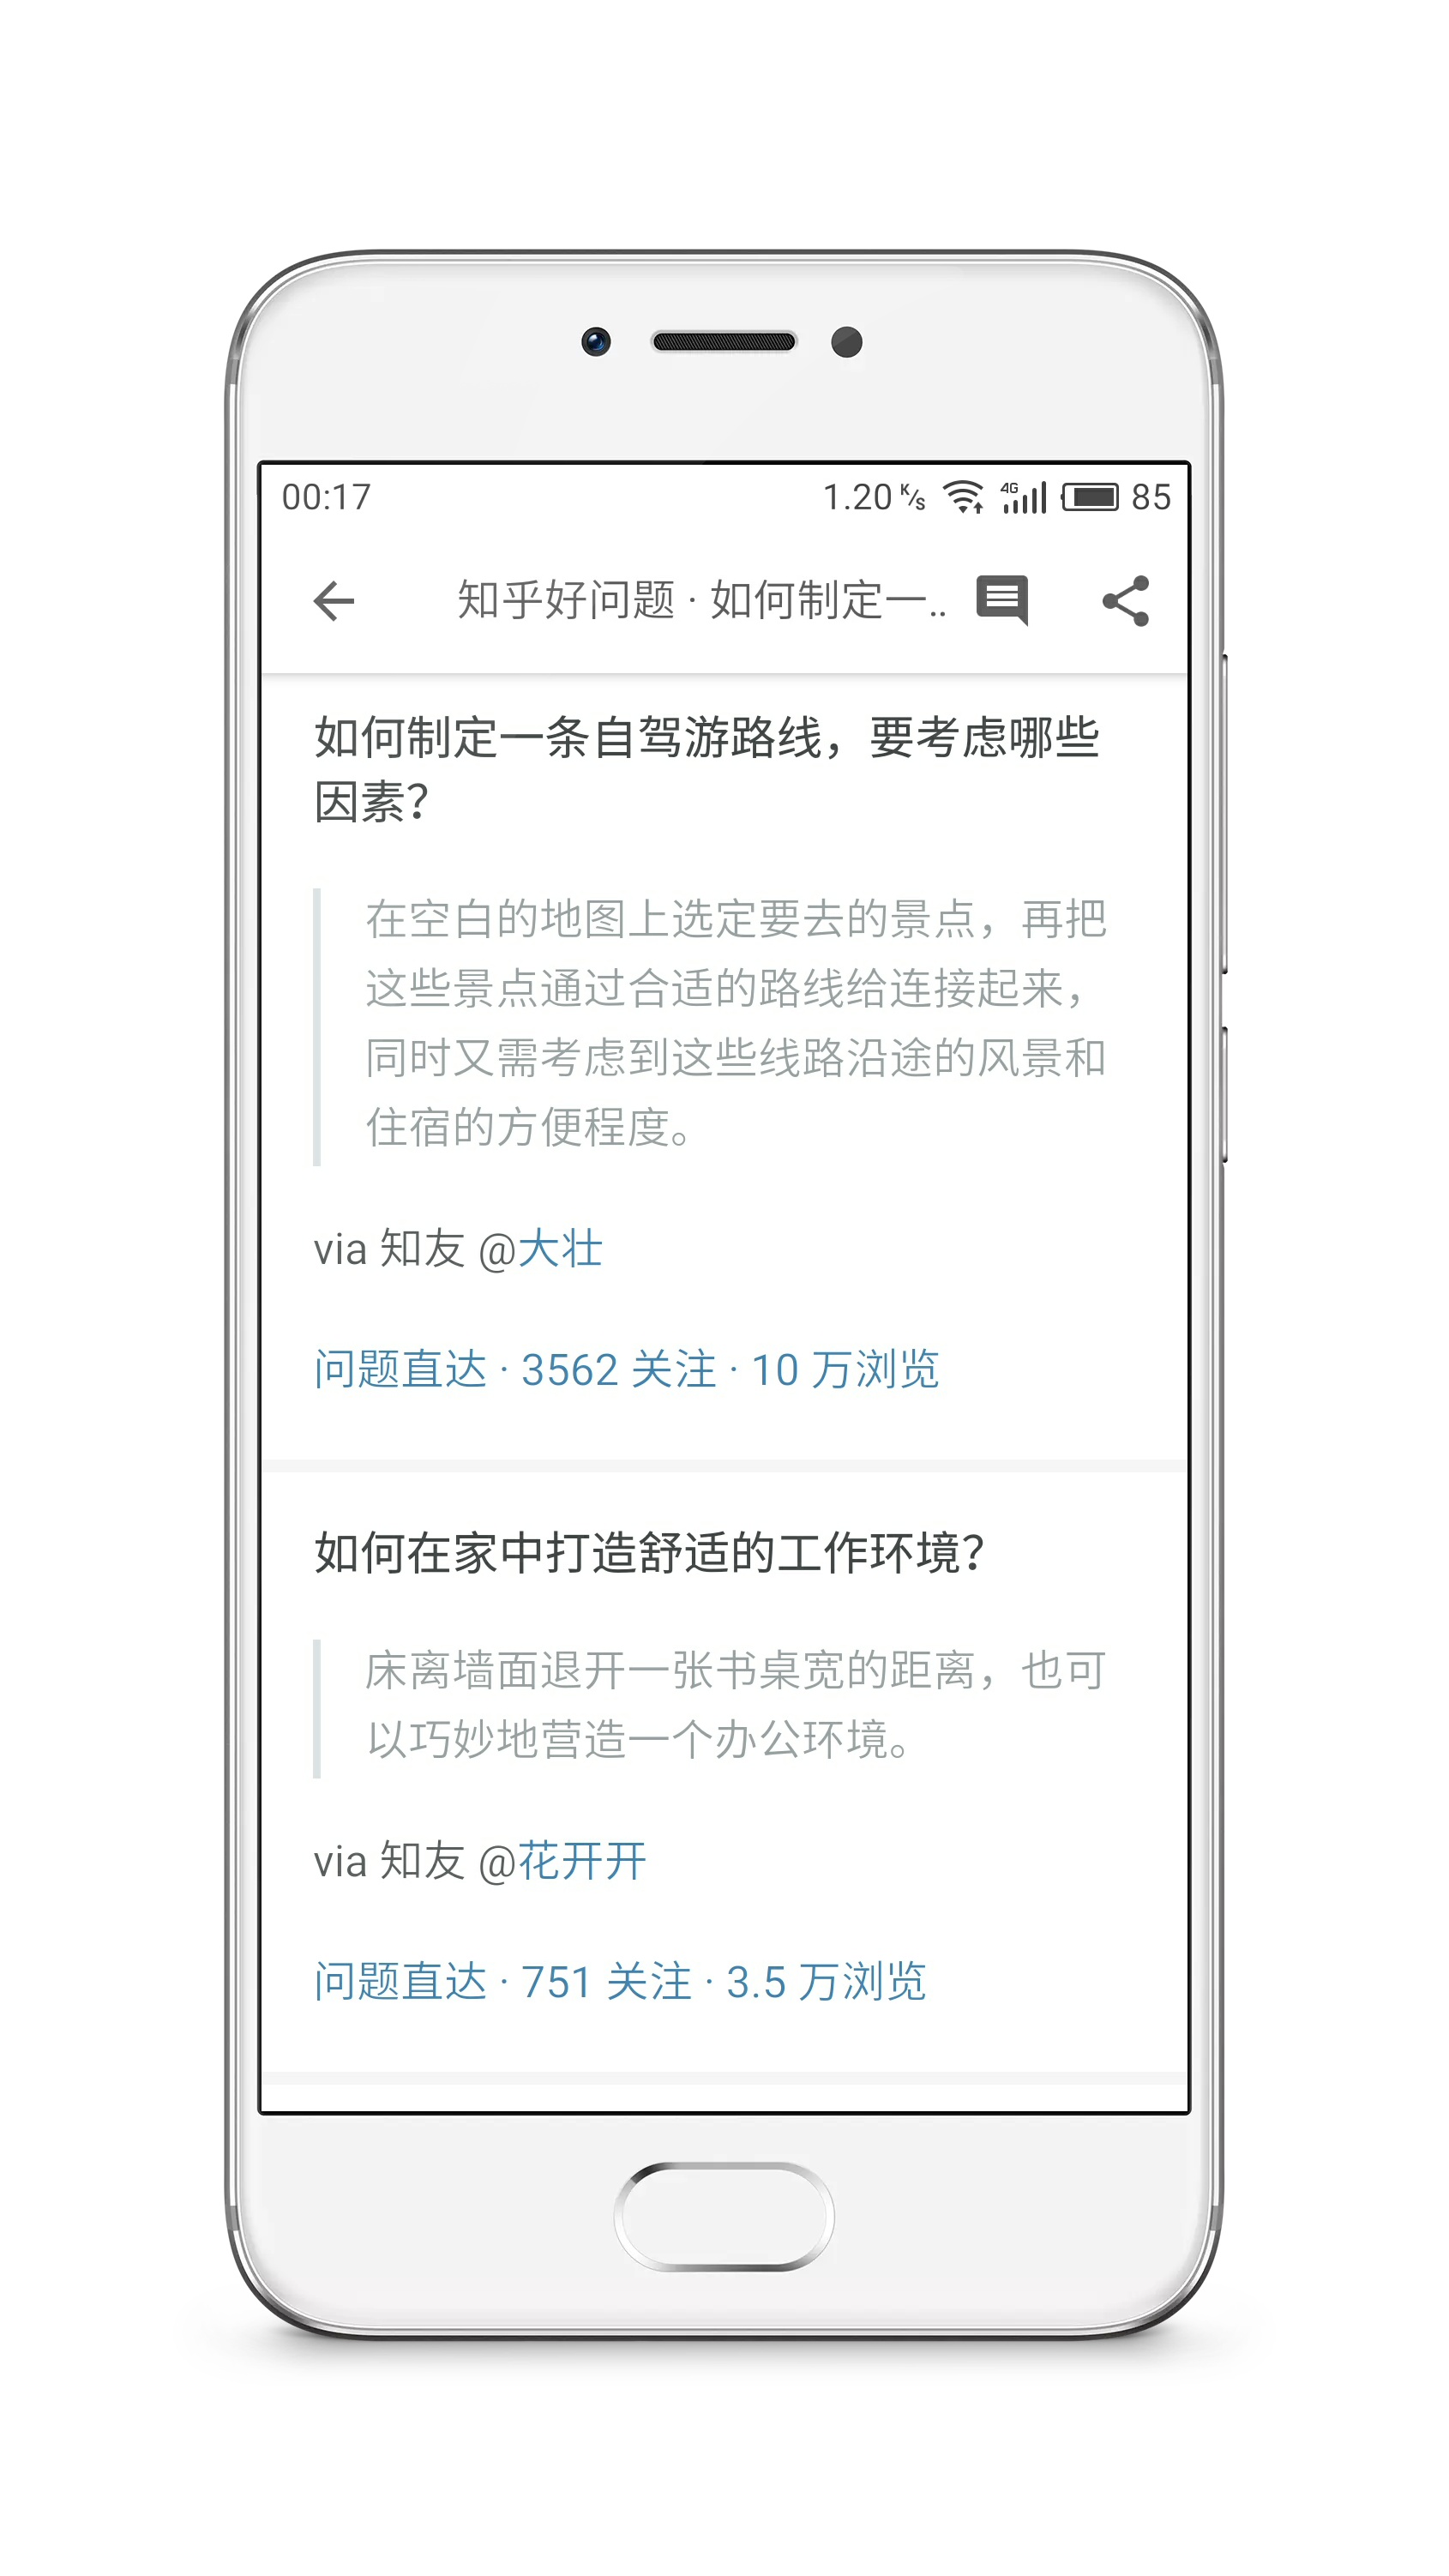 00:17 1.20 K/s 4G 85
知乎好问题 · 如何制定一..
如何制定一条自驾游路线，要考虑哪些
因素？
在空白的地图上选定要去的景点，再把
这些景点通过合适的路线给连接起来，
同时又需考虑到这些线路沿途的风景和
住宿的方便程度。
via 知友 @大壮
问题直达 · 3562 关注 · 10 万浏览
如何在家中打造舒适的工作环境？
床离墙面退开一张书桌宽的距离，也可
以巧妙地营造一个办公环境。
via 知友 @花开开
问题直达 · 751 关注 · 3.5 万浏览